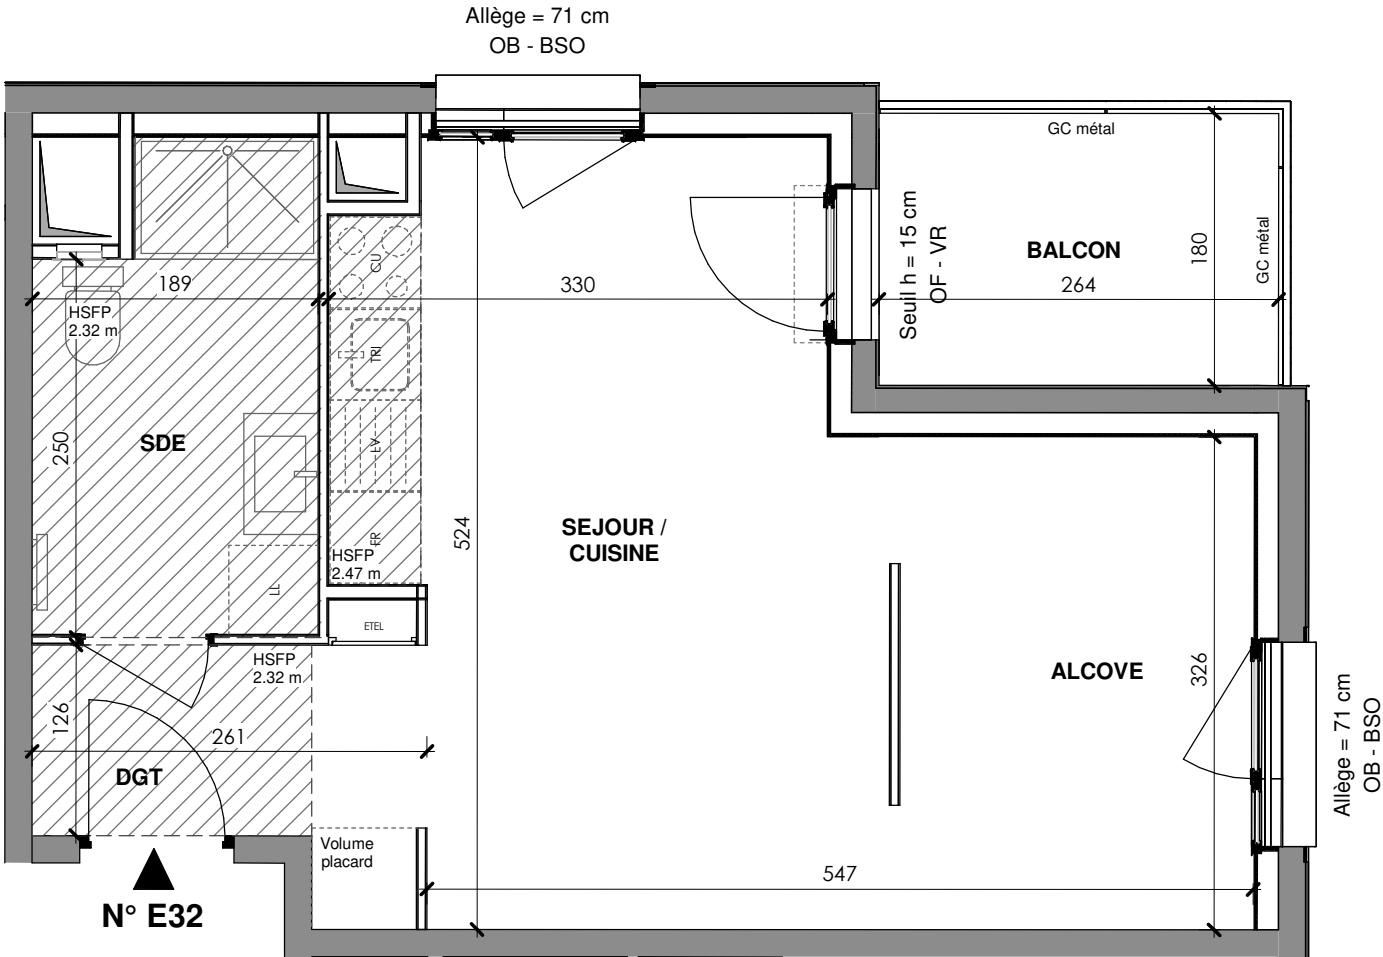 Allège = 71 cm
OB - BSO
GC métal
GC métal
BALCON
180
264
Seuil h = 15 cm
OF - VR
330
189
HSFP
2.32 m
CU
TRI
LV
FR
250
SDE
LL
HSFP
2.47 m
ETEL
524
SEJOUR /
CUISINE
ALCOVE
326
Allège = 71 cm
OB - BSO
HSFP
2.32 m
126
261
DGT
Volume
placard
547
N° E32